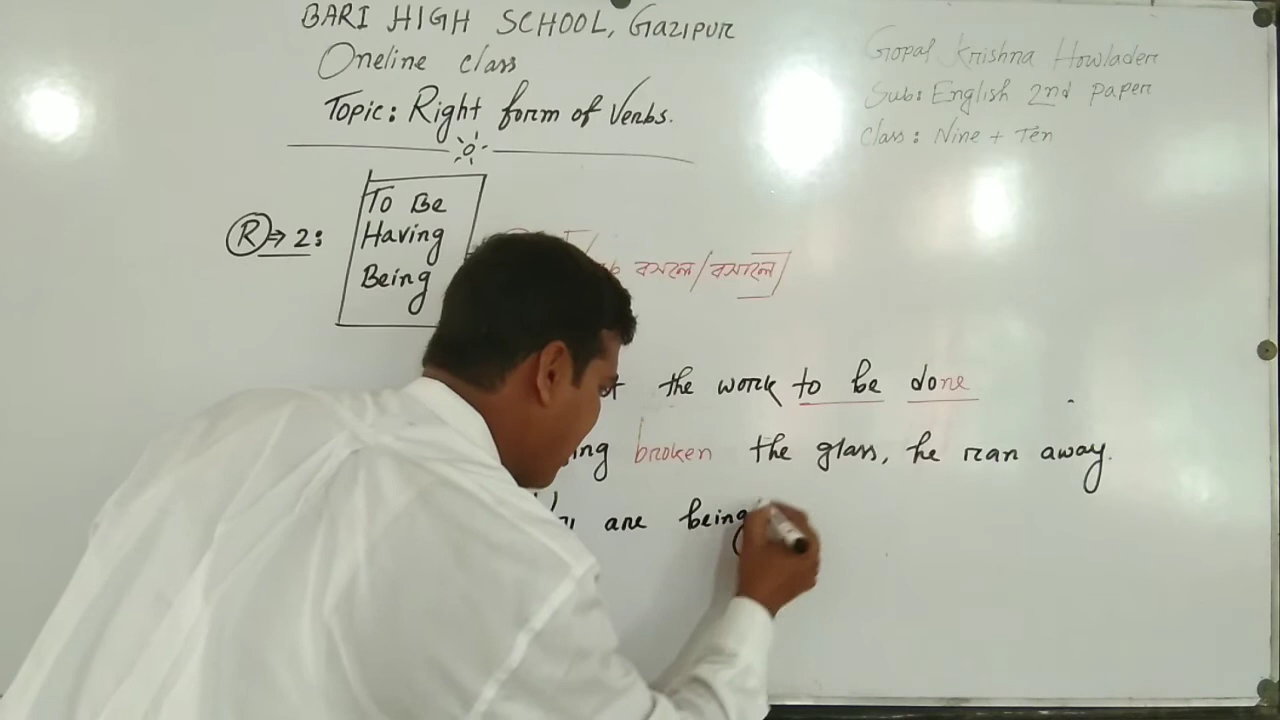 BARI HIGH SCHOOL, Gazipur
Oneline class
Topic: Right form of Verbs.
Gopal Krishna Howlader
Sub: English 2nd paper
Class: Nine + Ten
R ⇒ 2:
To Be
Having
Being
বসলে/বসালে
the work to be done
broken the glass, he ran away.
are being